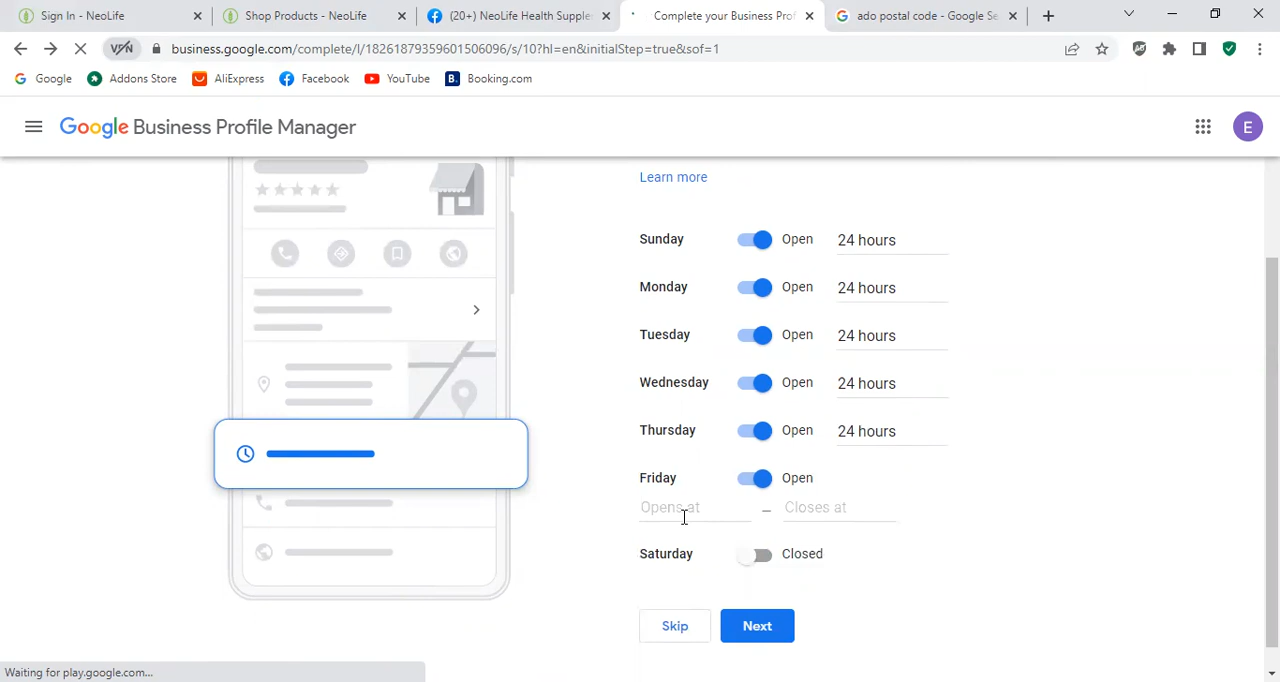 Sign In - NeoLife
Shop Products - NeoLife
(20+) NeoLife Health Supple
Complete your Business Prof
ado postal code - Google Se
VPN
business.google.com/complete/l/18261879359601506096/s/10?hl=en&initialStep=true&sof=1
Google
Addons Store
AliExpress
Facebook
YouTube
B. Booking.com
Google Business Profile Manager
E
Learn more
Sunday Open 24 hours
Monday Open 24 hours
Tuesday Open 24 hours
Wednesday Open 24 hours
Thursday Open 24 hours
Friday Open
Opens at – Closes at
Saturday Closed
Skip Next
Waiting for play.google.com...